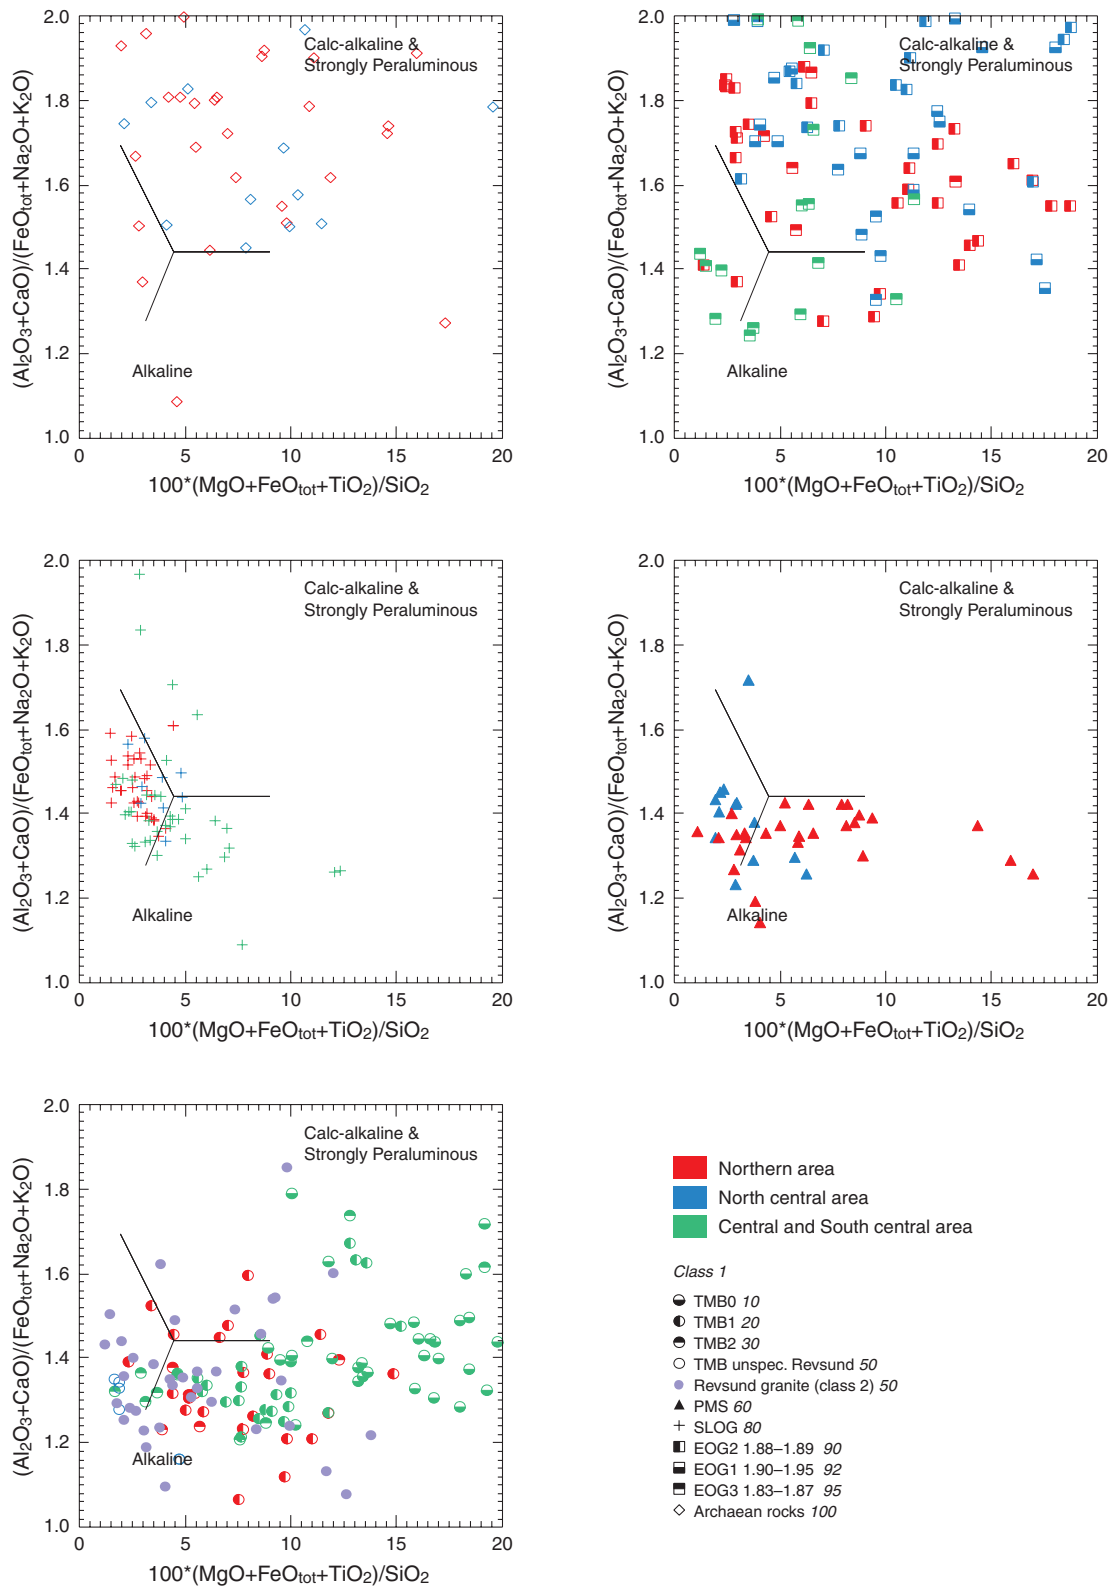 2.0
1.8
1.6
1.4
1.2
1.0
0
5
10
15
20
(Al₂O₃+CaO)/(FeO_tot+Na₂O+K₂O)
100*(MgO+FeO_tot+TiO₂)/SiO₂
Calc-alkaline &
Strongly Peraluminous
Alkaline
2.0
1.8
1.6
1.4
1.2
1.0
0
5
10
15
20
(Al₂O₃+CaO)/(FeO_tot+Na₂O+K₂O)
100*(MgO+FeO_tot+TiO₂)/SiO₂
Calc-alkaline &
Strongly Peraluminous
Alkaline
2.0
1.8
1.6
1.4
1.2
1.0
0
5
10
15
20
(Al₂O₃+CaO)/(FeO_tot+Na₂O+K₂O)
100*(MgO+FeO_tot+TiO₂)/SiO₂
Calc-alkaline &
Strongly Peraluminous
Alkaline
2.0
1.8
1.6
1.4
1.2
1.0
0
5
10
15
20
(Al₂O₃+CaO)/(FeO_tot+Na₂O+K₂O)
100*(MgO+FeO_tot+TiO₂)/SiO₂
Calc-alkaline &
Strongly Peraluminous
Alkaline
2.0
1.8
1.6
1.4
1.2
1.0
0
5
10
15
20
(Al₂O₃+CaO)/(FeO_tot+Na₂O+K₂O)
100*(MgO+FeO_tot+TiO₂)/SiO₂
Calc-alkaline &
Strongly Peraluminous
Alkaline
Northern area
North central area
Central and South central area
Class 1
TMB0 10
TMB1 20
TMB2 30
TMB unspec. Revsund 50
Revsund granite (class 2) 50
PMS 60
SLOG 80
EOG2 1.88–1.89 90
EOG1 1.90–1.95 92
EOG3 1.83–1.87 95
Archaean rocks 100